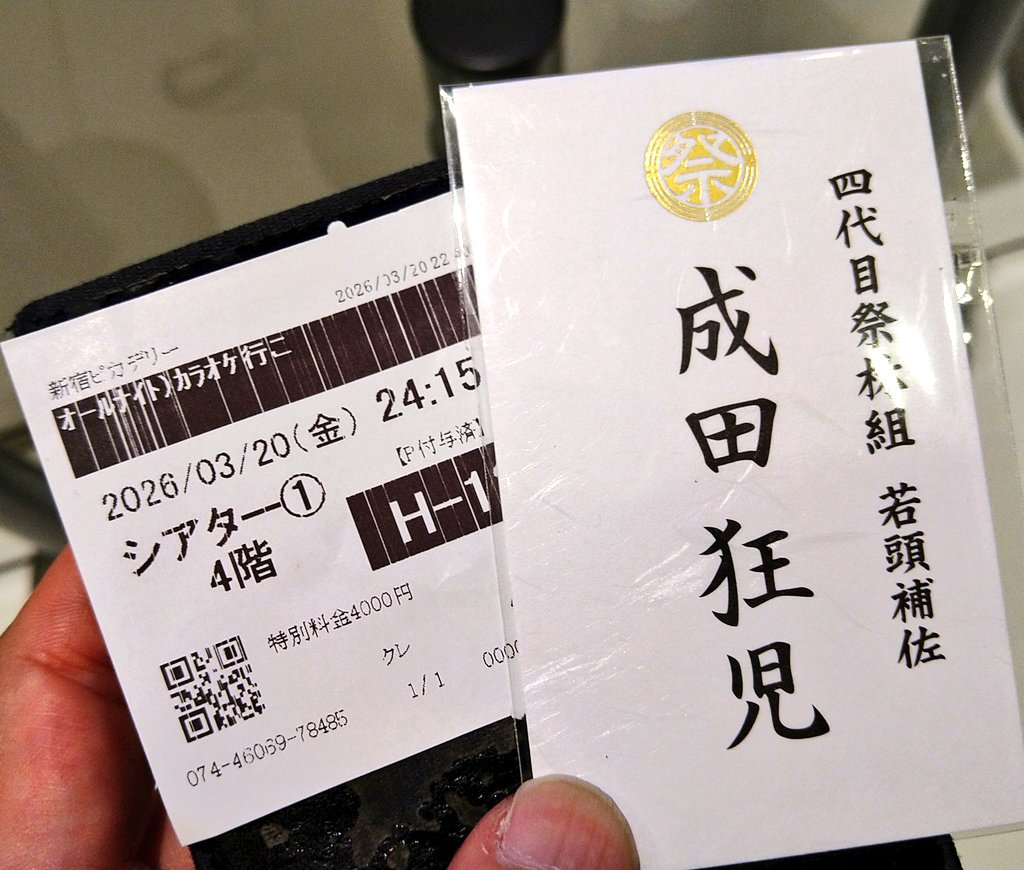 2026/03/20 22
新宿ピカデリー
オールナイト)カラオケ行こ
2026/03/20(金) 24:15
【P付与済】
シアター①
4階
H-1
特別料金4000円
クレ
1/1
000
074-46069-78485
祭
四代目祭林組 若頭補佐
成田狂児